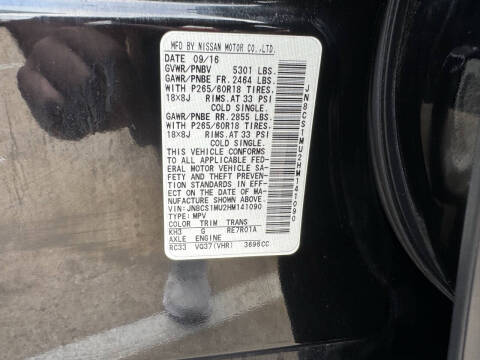 MFD BY NISSAN MOTOR CO.,LTD.
DATE 09/16
GVWR/PNBV 5301 LBS.
GAWR/PNBE FR. 2464 LBS.
WITH P265/60R18 TIRES,
18X8J RIMS, AT 33 PSI
COLD SINGLE.
GAWR/PNBE RR. 2855 LBS.
WITH P265/60R18 TIRES,
18X8J RIMS, AT 33 PSI
COLD SINGLE.
THIS VEHICLE CONFORMS
TO ALL APPLICABLE FED-
ERAL MOTOR VEHICLE SA-
FETY AND THEFT PREVEN-
TION STANDARDS IN EFF-
ECT ON THE DATE OF MA-
NUFACTURE SHOWN ABOVE.
VIN: JN8CS1MU2HM141090
TYPE: MPV
COLOR TRIM TRANS
KH3 G RE7R01A
AXLE ENGINE
RC33 VQ37(VHR) 3696CC
JN8CS1MU2HM141090